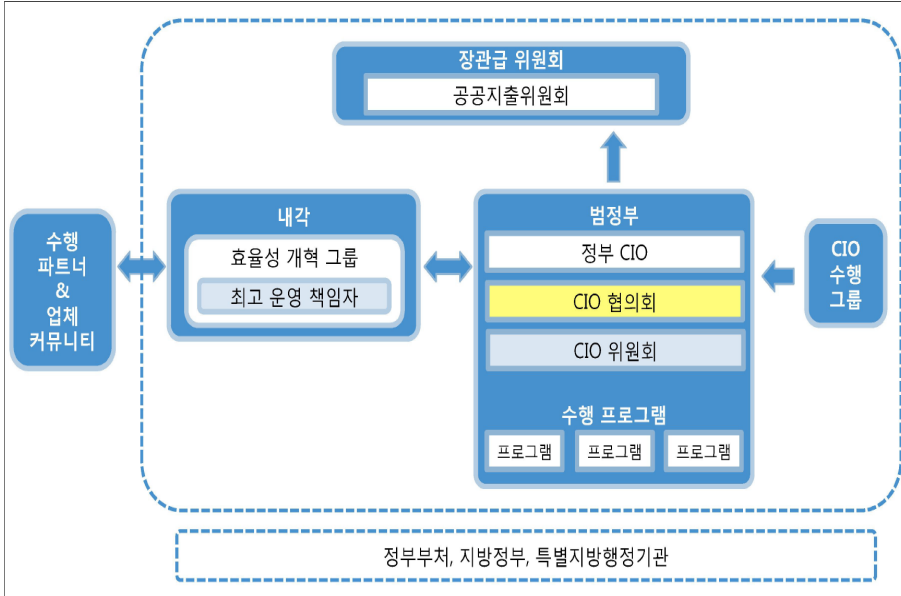 장관급 위원회
공공지출위원회
내각
효율성 개혁 그룹
최고 운영 책임자
범정부
정부 CIO
CIO 협의회
CIO 위원회
수행 프로그램
프로그램
프로그램
프로그램
수행
파트너
&
업체
커뮤니티
CIO
수행
그룹
정부부처, 지방정부, 특별지방행정기관